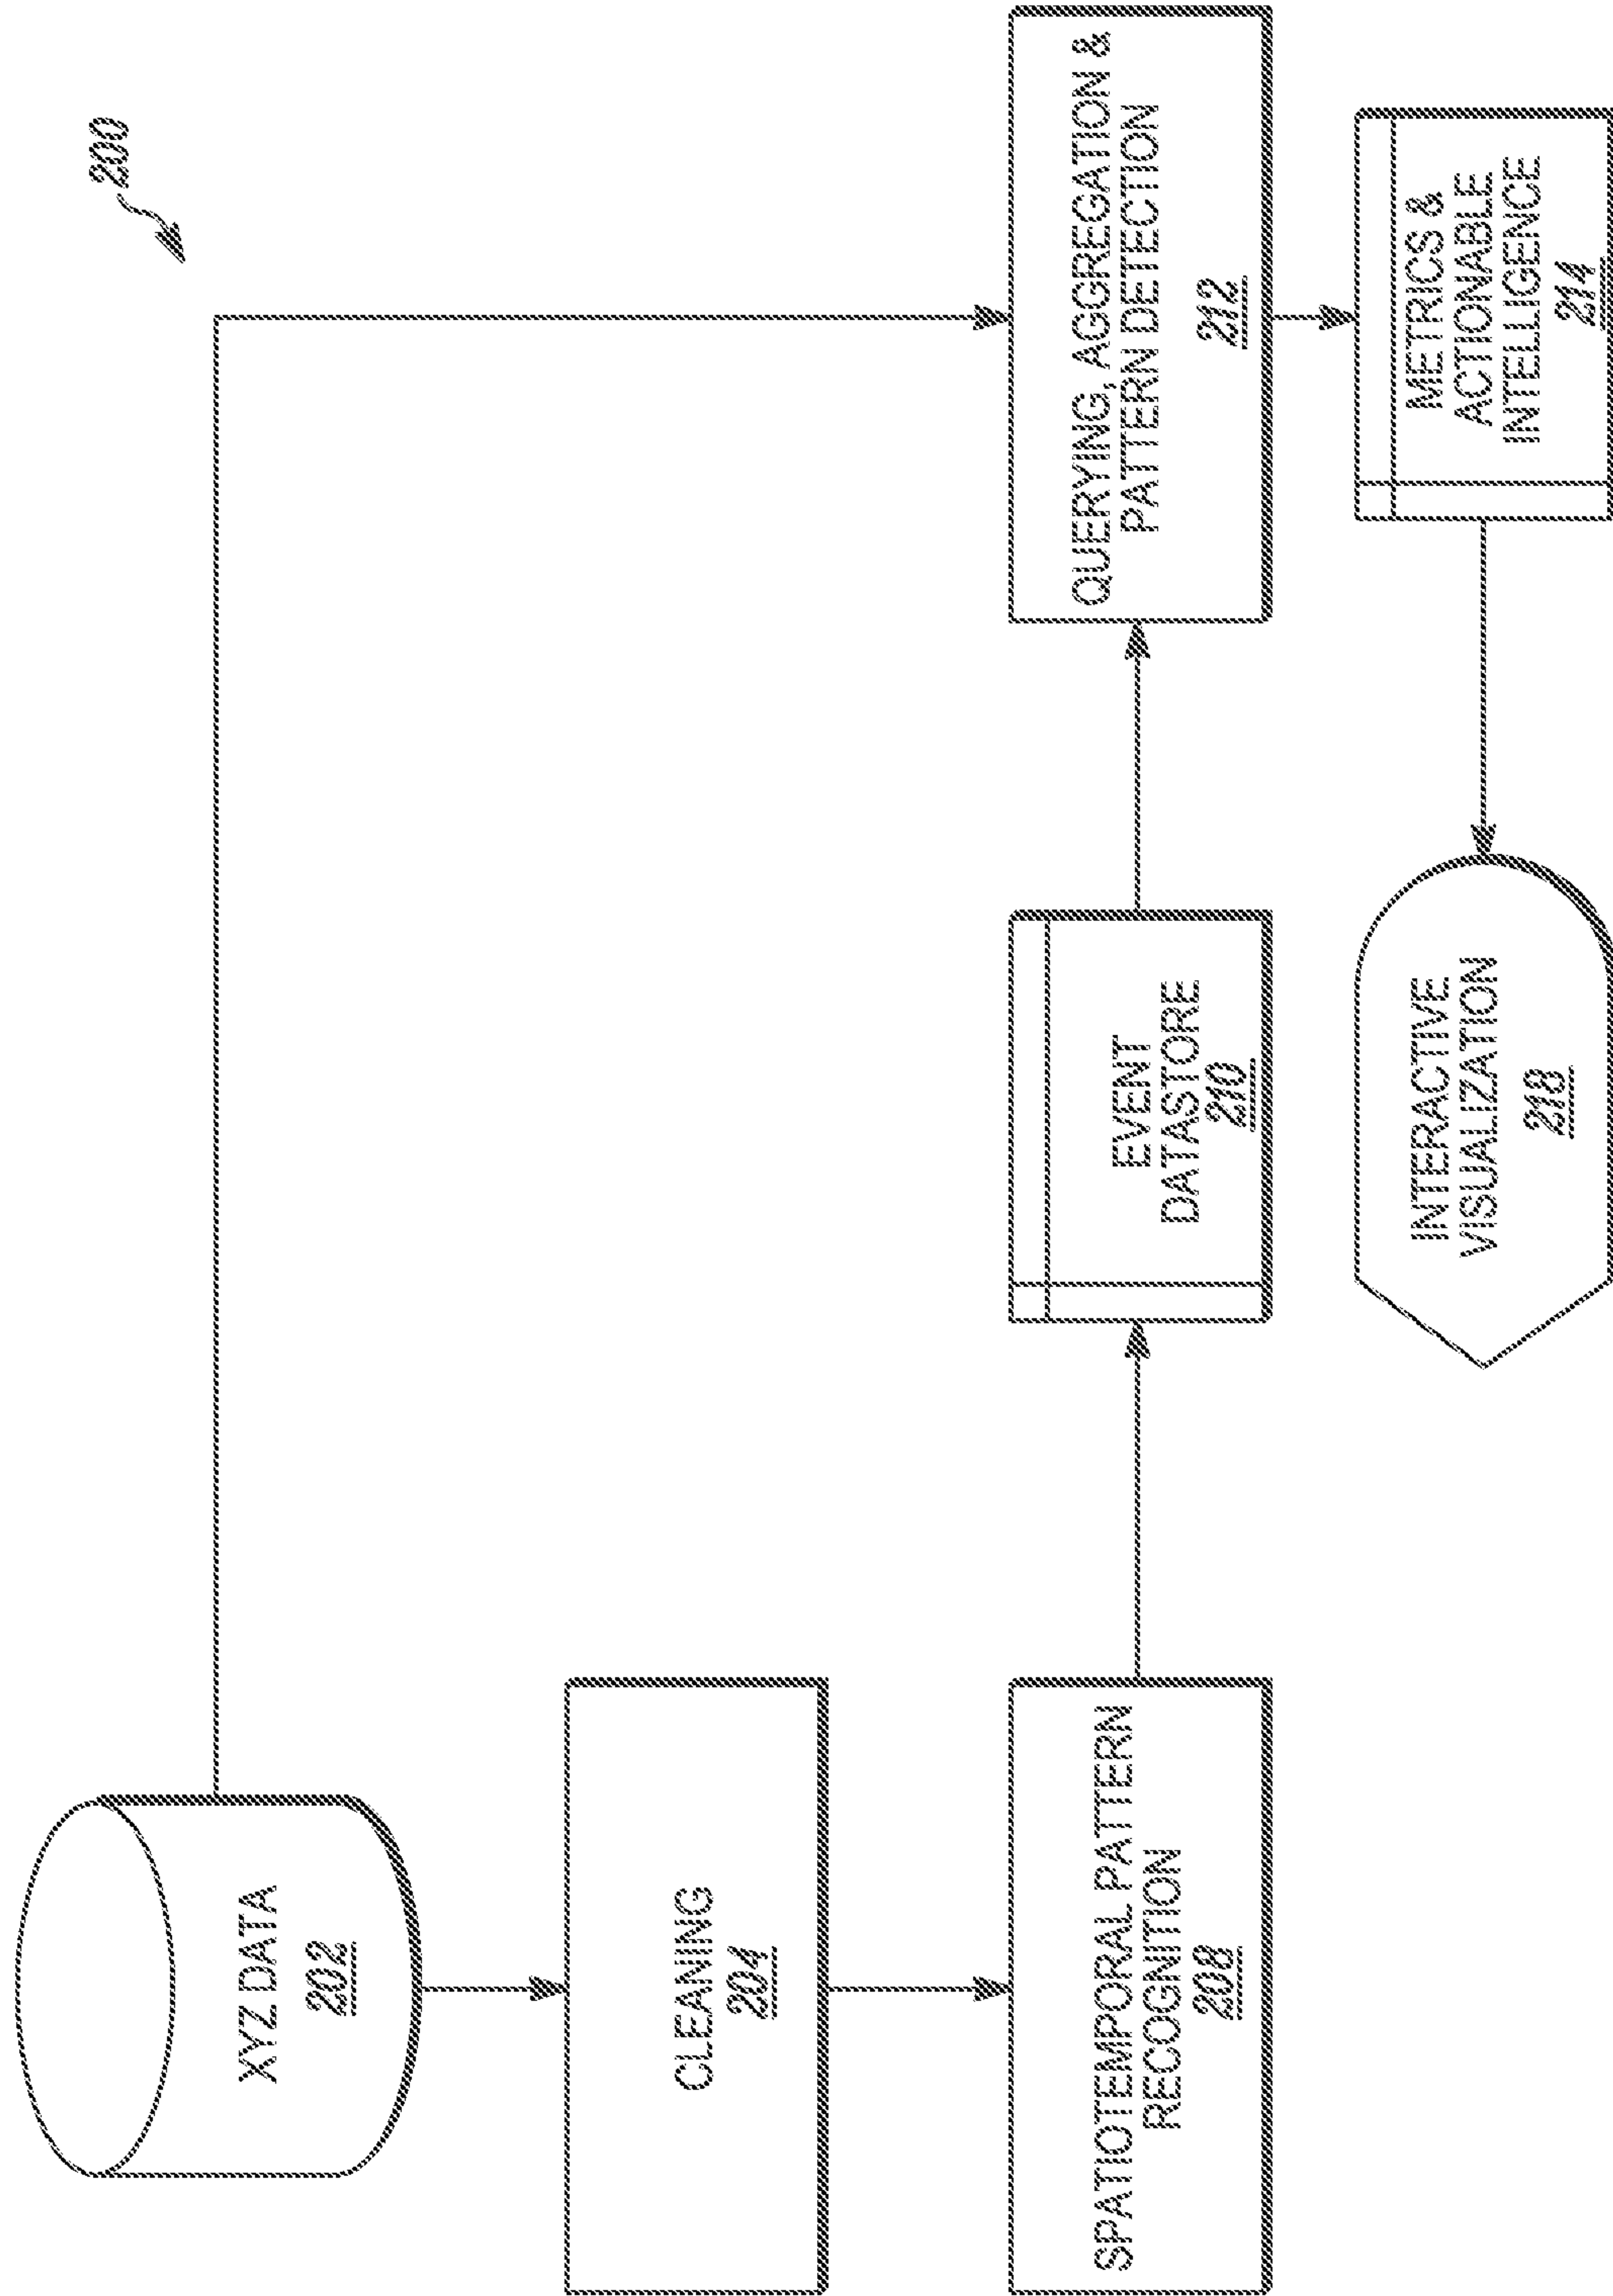 200
XYZ DATA
202
CLEANING
204
SPATIOTEMPORAL PATTERN
RECOGNITION
208
EVENT
DATASTORE
210
QUERYING, AGGREGATION &
PATTERN DETECTION
212
METRICS &
ACTIONABLE
INTELLIGENCE
214
INTERACTIVE
VISUALIZATION
218